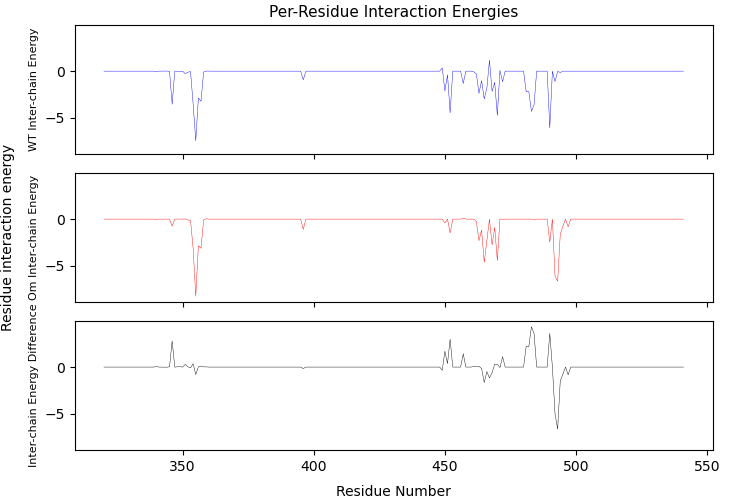 Per-Residue Interaction Energies
Residue interaction energy
WT Inter-chain Energy
0
−5
Om Inter-chain Energy
0
−5
Inter-chain Energy Difference
0
−5
350
400
450
500
550
Residue Number